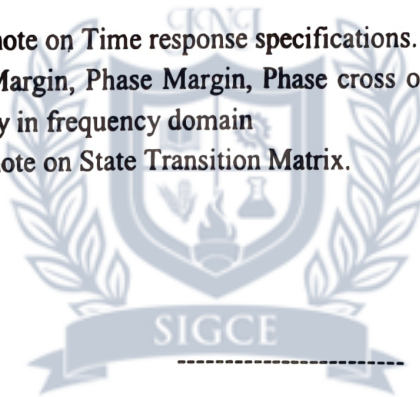 note on Time response specifications.
Margin, Phase Margin, Phase cross o
y in frequency domain
note on State Transition Matrix.
SIGCE